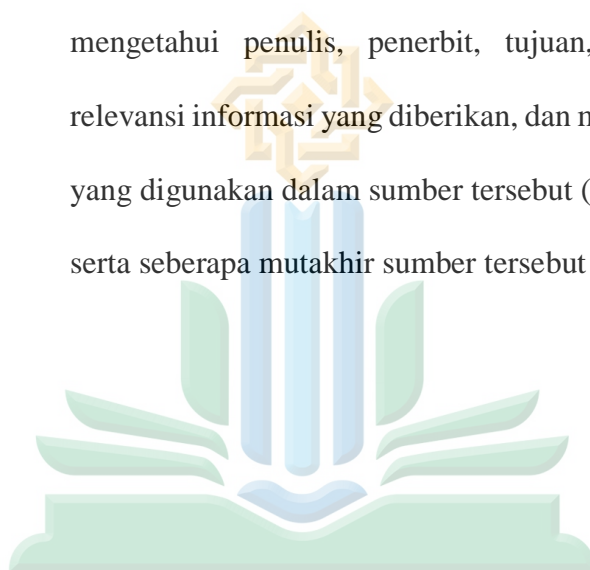 mengetahui penulis, penerbit, tujuan,
relevansi informasi yang diberikan, dan
yang digunakan dalam sumber tersebut (
serta seberapa mutakhir sumber tersebut